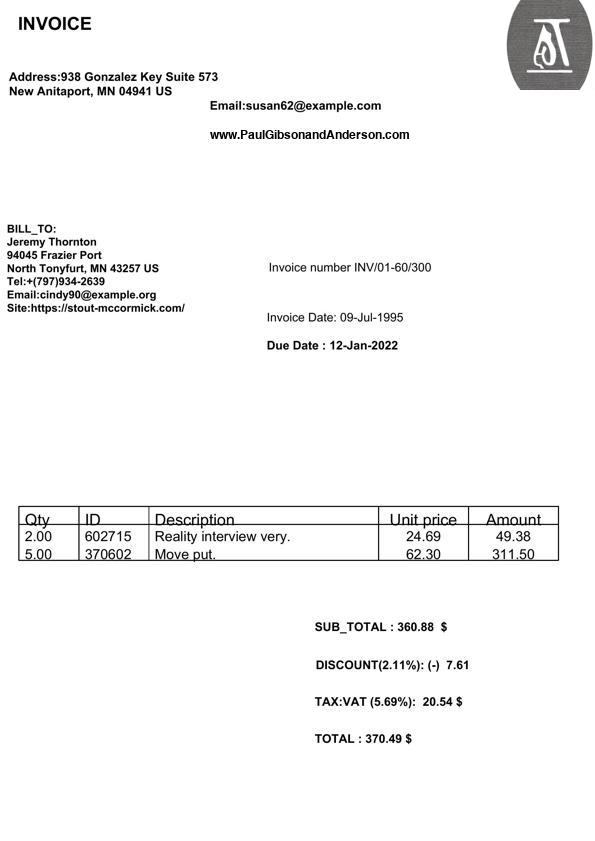 INVOICE
Address:938 Gonzalez Key Suite 573
New Anitaport, MN 04941 US
Email:susan62@example.com
www.PaulGibsonandAnderson.com
BILL_TO:
Jeremy Thornton
94045 Frazier Port
North Tonyfurt, MN 43257 US
Tel:+(797)934-2639
Email:cindy90@example.org
Site:https://stout-mccormick.com/
Invoice number INV/01-60/300
Invoice Date: 09-Jul-1995
Due Date : 12-Jan-2022
Qty ID Description Unit price Amount
2.00 602715 Reality interview very. 24.69 49.38
5.00 370602 Move put. 62.30 311.50
SUB_TOTAL : 360.88 $
DISCOUNT(2.11%): (-) 7.61
TAX:VAT (5.69%): 20.54 $
TOTAL : 370.49 $